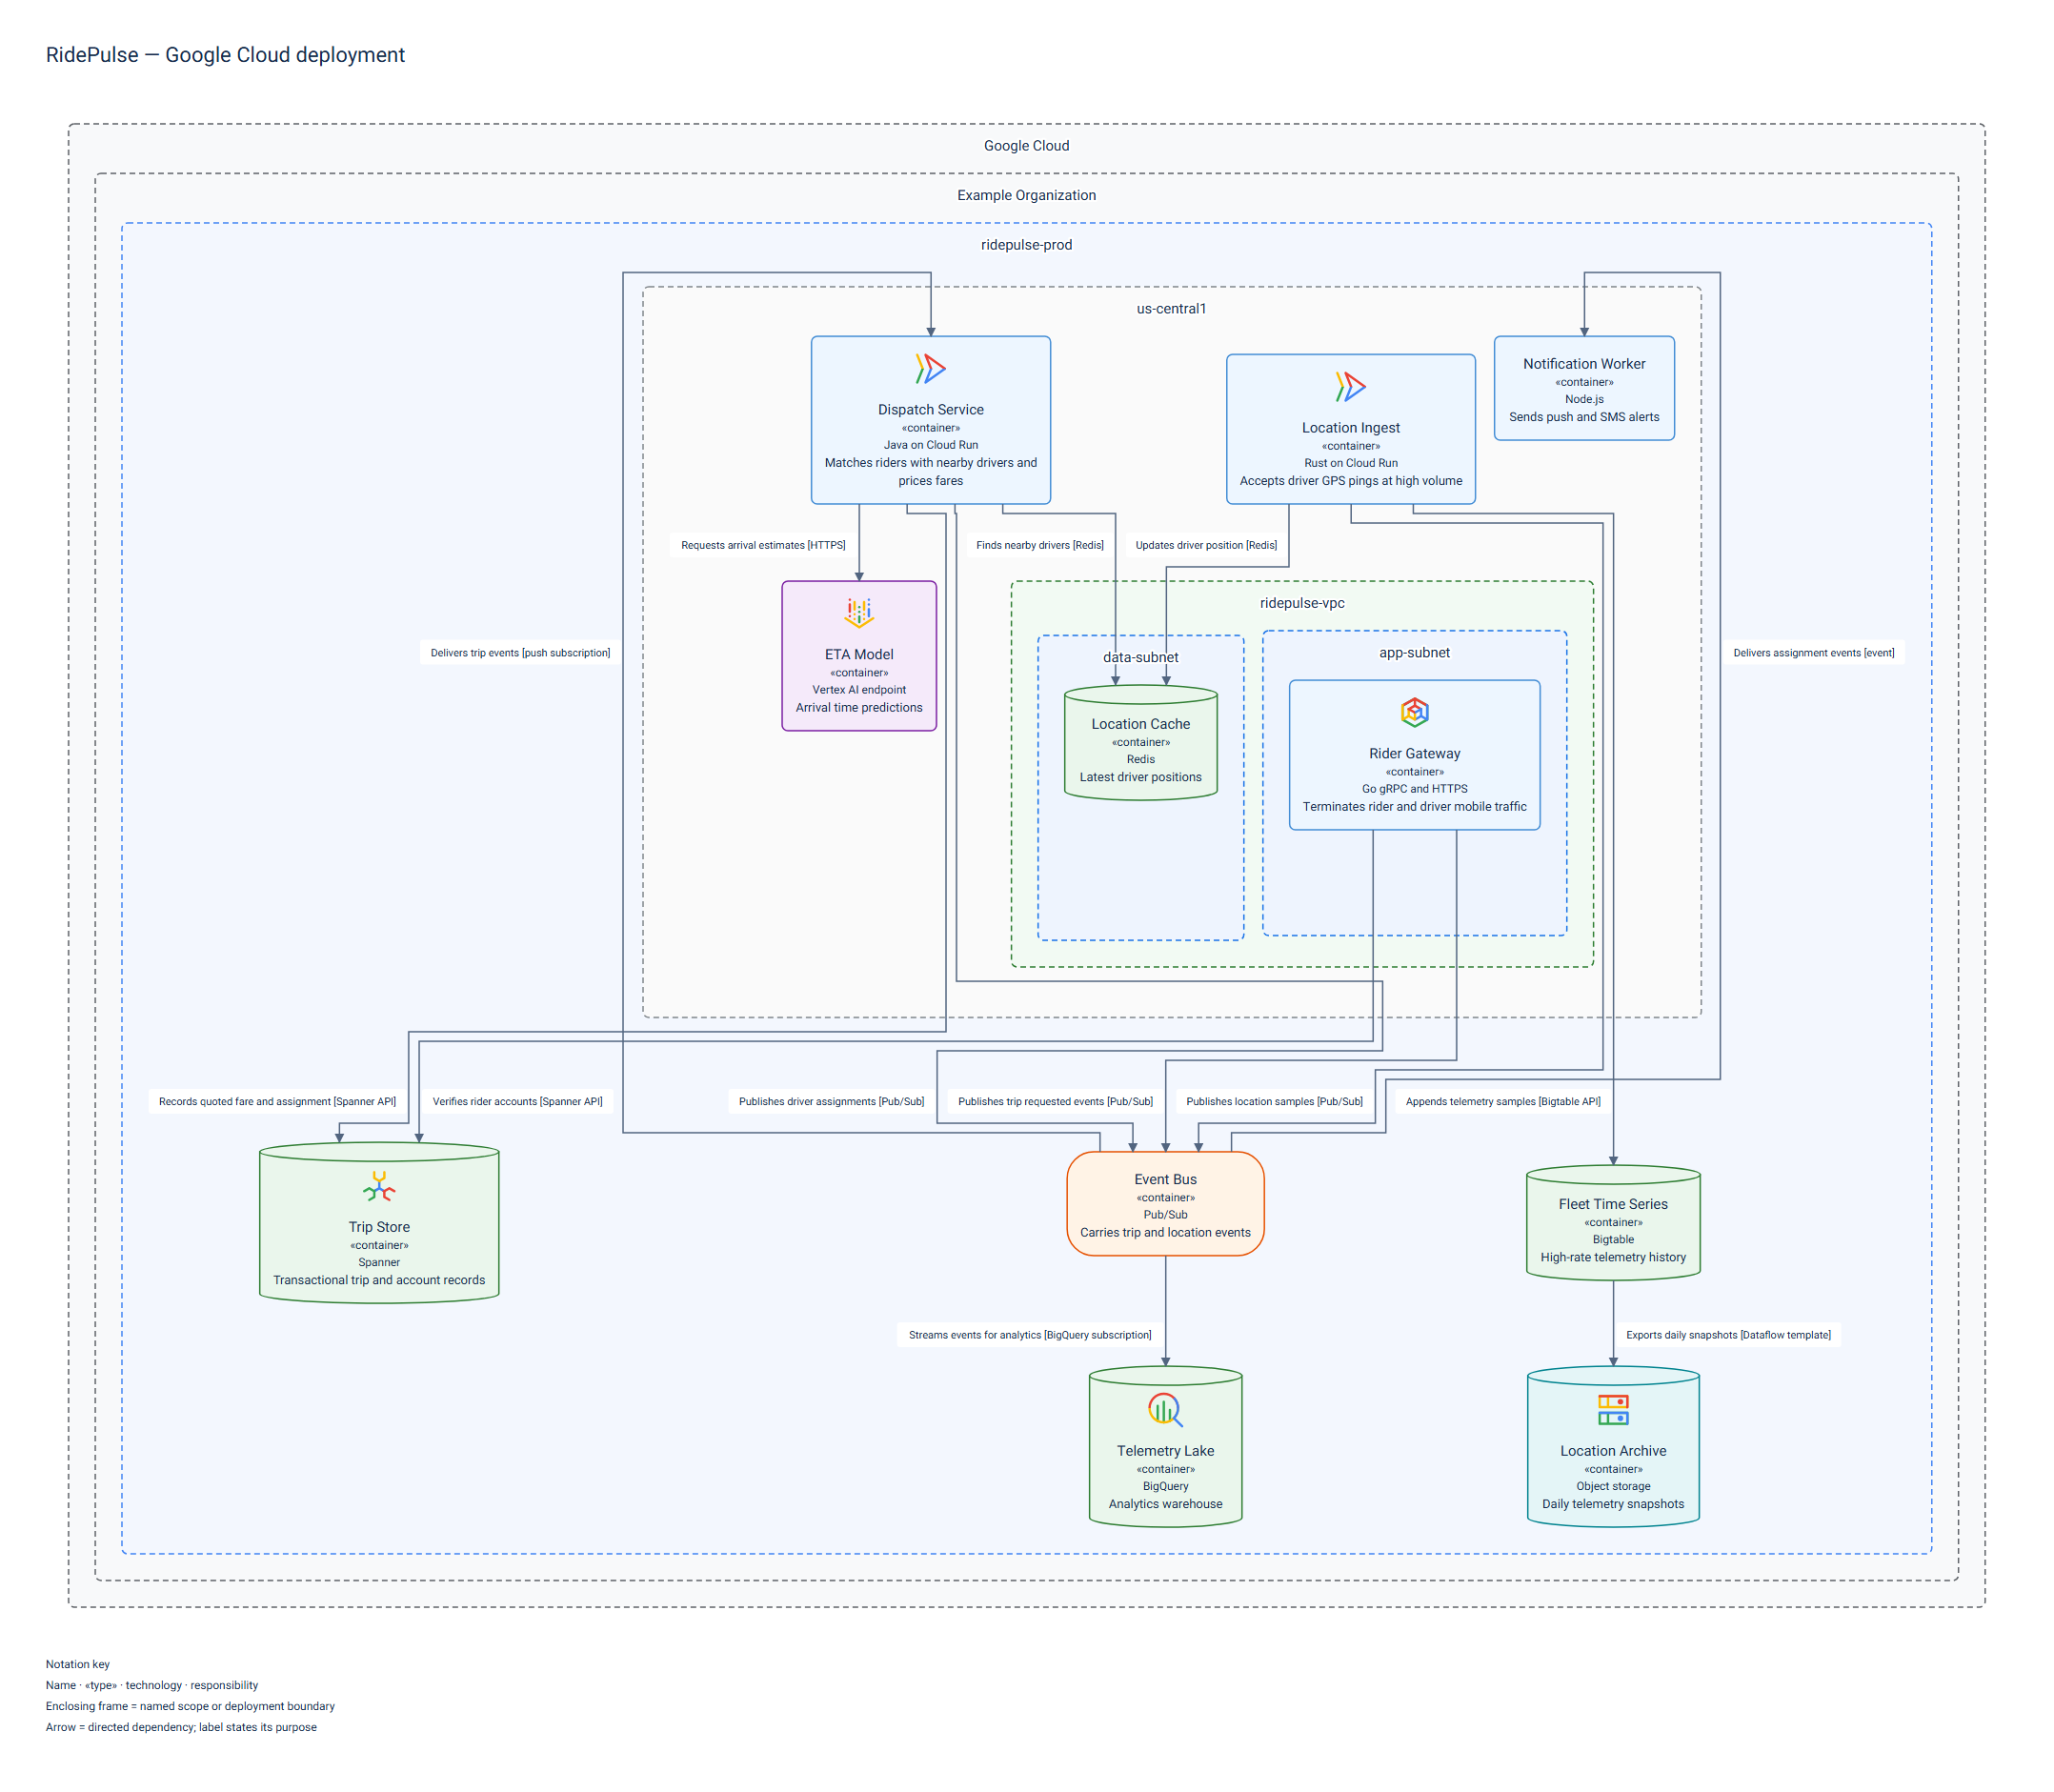 RidePulse — Google Cloud deployment
Google Cloud
Example Organization
ridepulse-prod
us-central1
Dispatch Service
«container»
Java on Cloud Run
Matches riders with nearby drivers and
prices fares
Location Ingest
«container»
Rust on Cloud Run
Accepts driver GPS pings at high volume
Notification Worker
«container»
Node.js
Sends push and SMS alerts
Requests arrival estimates [HTTPS]
Finds nearby drivers [Redis]
Updates driver position [Redis]
ETA Model
«container»
Vertex AI endpoint
Arrival time predictions
ridepulse-vpc
data-subnet
Location Cache
«container»
Redis
Latest driver positions
app-subnet
Rider Gateway
«container»
Go gRPC and HTTPS
Terminates rider and driver mobile traffic
Delivers trip events [push subscription]
Delivers assignment events [event]
Records quoted fare and assignment [Spanner API]
Verifies rider accounts [Spanner API]
Publishes driver assignments [Pub/Sub]
Publishes trip requested events [Pub/Sub]
Publishes location samples [Pub/Sub]
Appends telemetry samples [Bigtable API]
Trip Store
«container»
Spanner
Transactional trip and account records
Event Bus
«container»
Pub/Sub
Carries trip and location events
Fleet Time Series
«container»
Bigtable
High-rate telemetry history
Streams events for analytics [BigQuery subscription]
Exports daily snapshots [Dataflow template]
Telemetry Lake
«container»
BigQuery
Analytics warehouse
Location Archive
«container»
Object storage
Daily telemetry snapshots
Notation key
Name · «type» · technology · responsibility
Enclosing frame = named scope or deployment boundary
Arrow = directed dependency; label states its purpose